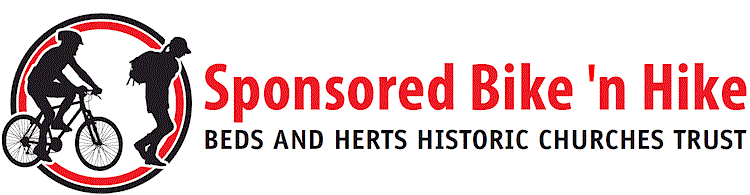 Sponsored Bike 'n Hike
BEDS AND HERTS HISTORIC CHURCHES TRUST